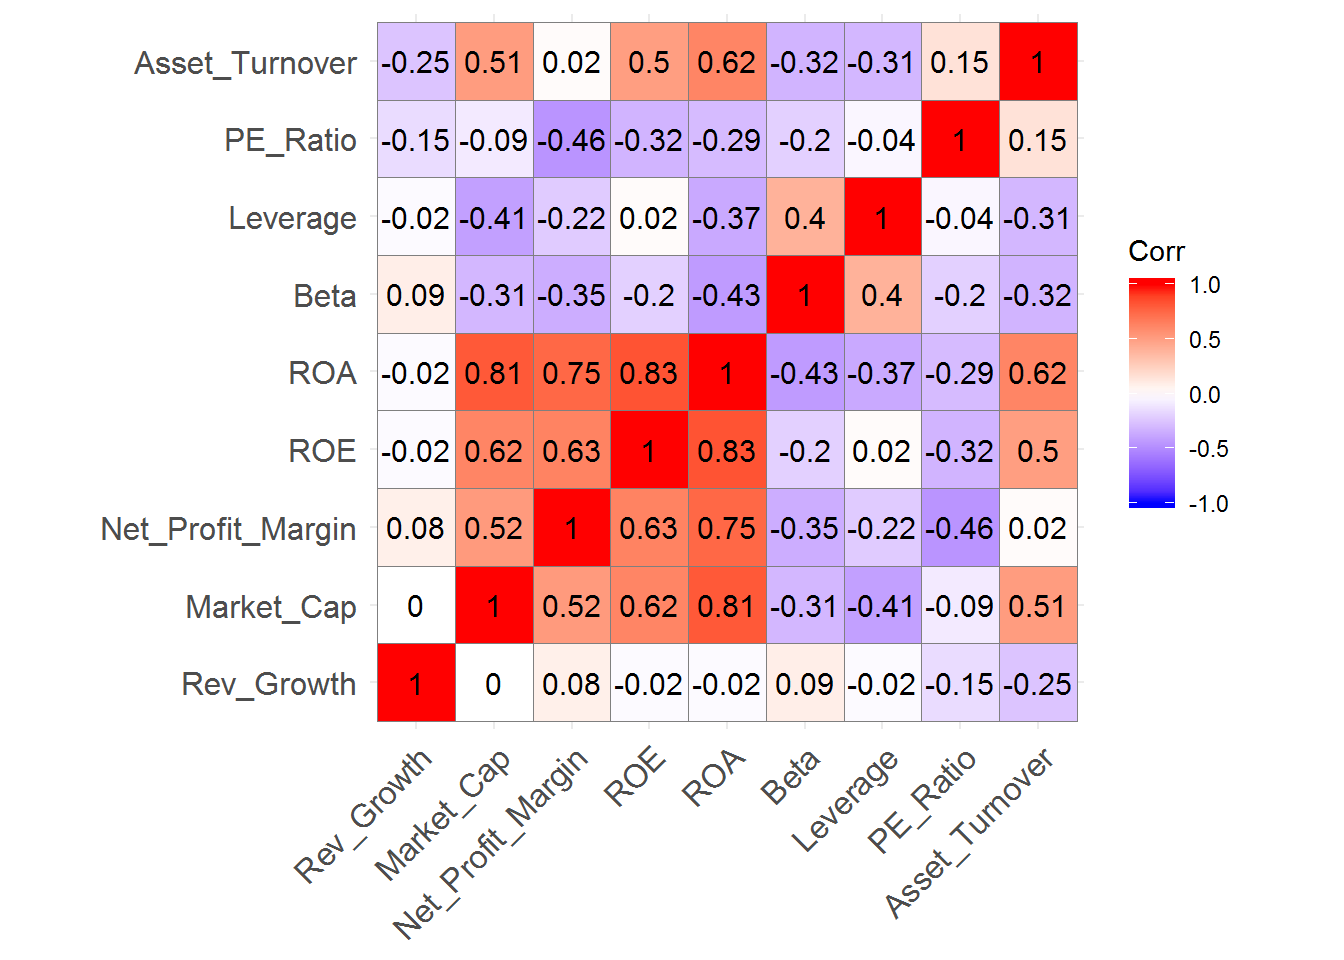 Asset_Turnover -0.25 0.51 0.02 0.5 0.62 -0.32 -0.31 0.15 1
PE_Ratio -0.15 -0.09 -0.46 -0.32 -0.29 -0.2 -0.04 1 0.15
Leverage -0.02 -0.41 -0.22 0.02 -0.37 0.4 1 -0.04 -0.31
Beta 0.09 -0.31 -0.35 -0.2 -0.43 1 0.4 -0.2 -0.32
ROA -0.02 0.81 0.75 0.83 1 -0.43 -0.37 -0.29 0.62
ROE -0.02 0.62 0.63 1 0.83 -0.2 0.02 -0.32 0.5
Net_Profit_Margin 0.08 0.52 1 0.63 0.75 -0.35 -0.22 -0.46 0.02
Market_Cap 0 1 0.52 0.62 0.81 -0.31 -0.41 -0.09 0.51
Rev_Growth 1 0 0.08 -0.02 -0.02 0.09 -0.02 -0.15 -0.25
Rev_Growth
Market_Cap
Net_Profit_Margin
ROE
ROA
Beta
Leverage
PE_Ratio
Asset_Turnover
Corr
1.0
0.5
0.0
-0.5
-1.0